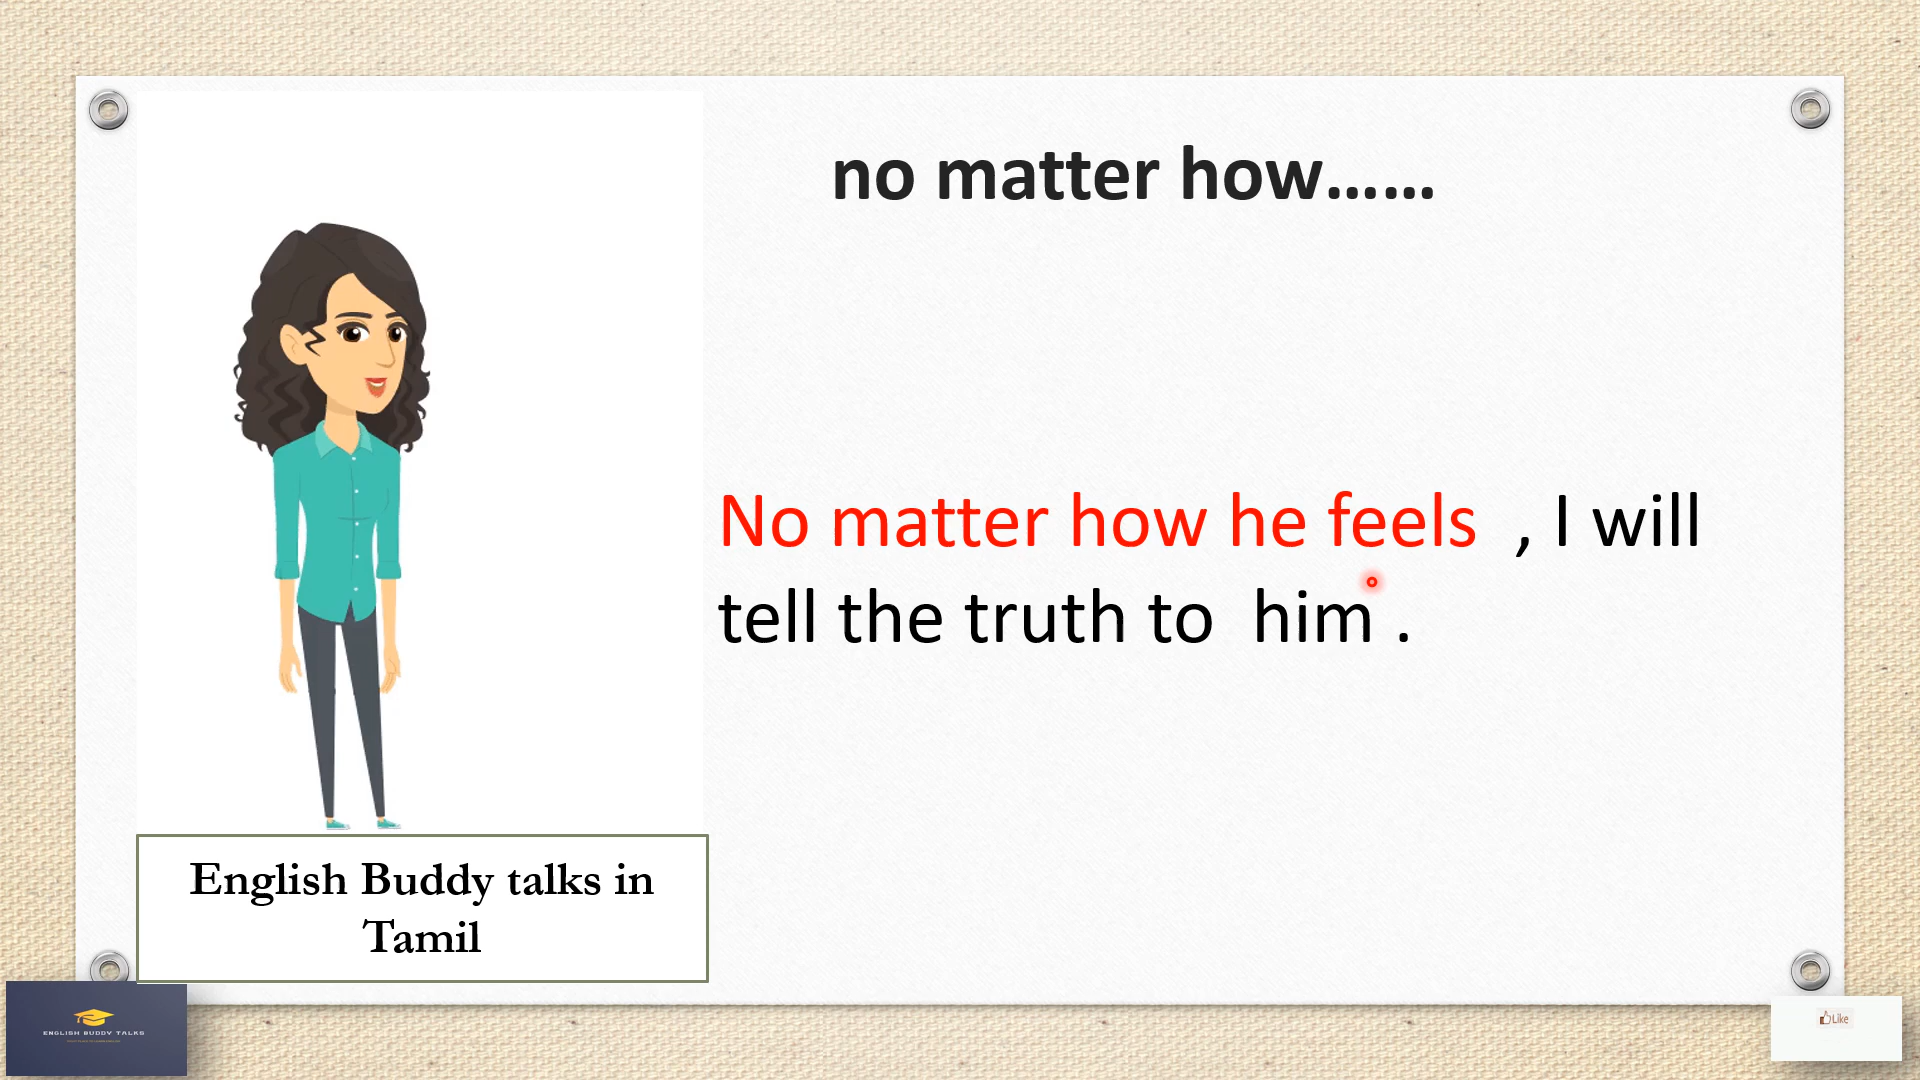 no matter how......
No matter how he feels , I will
tell the truth to him .
English Buddy talks in
Tamil
ENGLISH BUDDY TALKS
Like